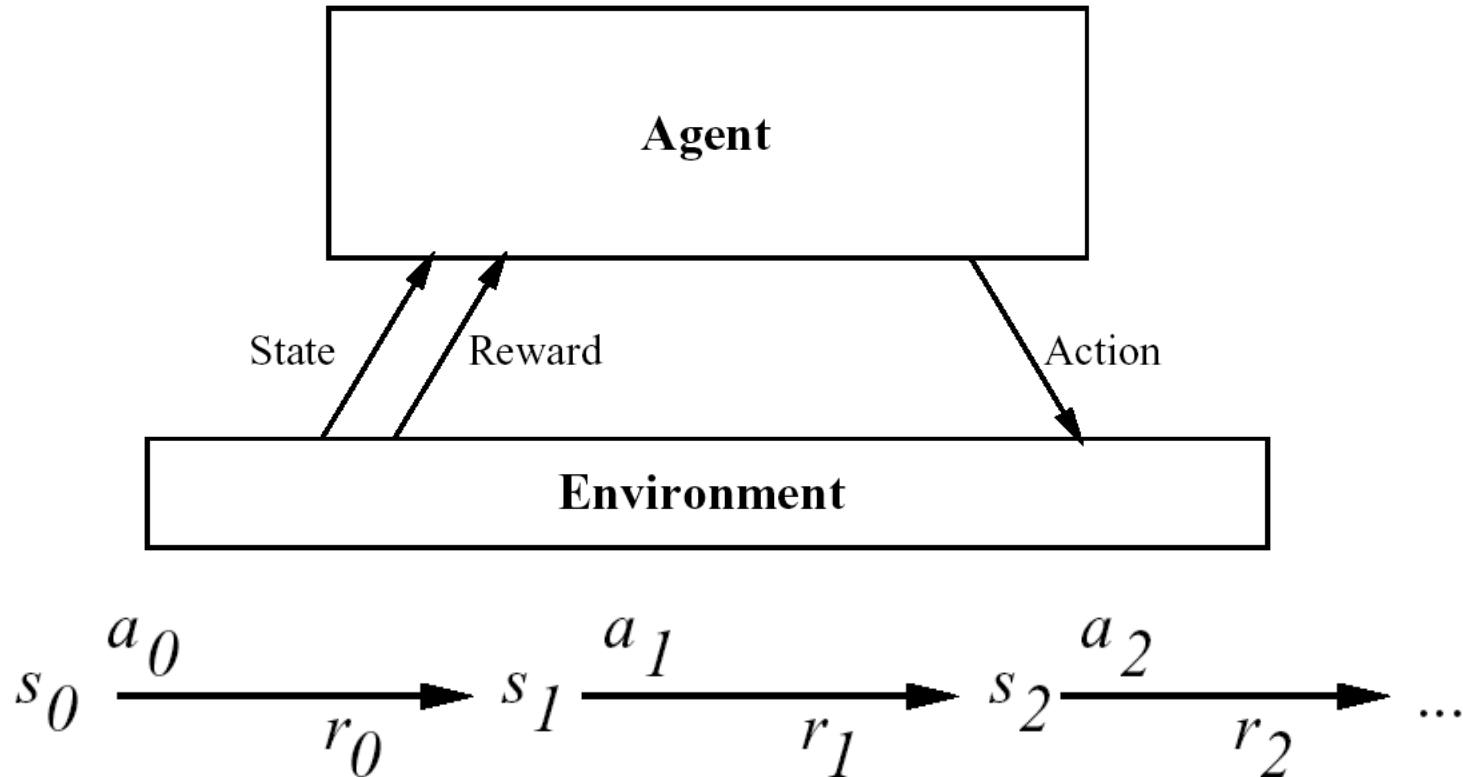 Agent
State Reward Action
Environment
a0 a1 a2
s0 s1 s2 ...
r0 r1 r2